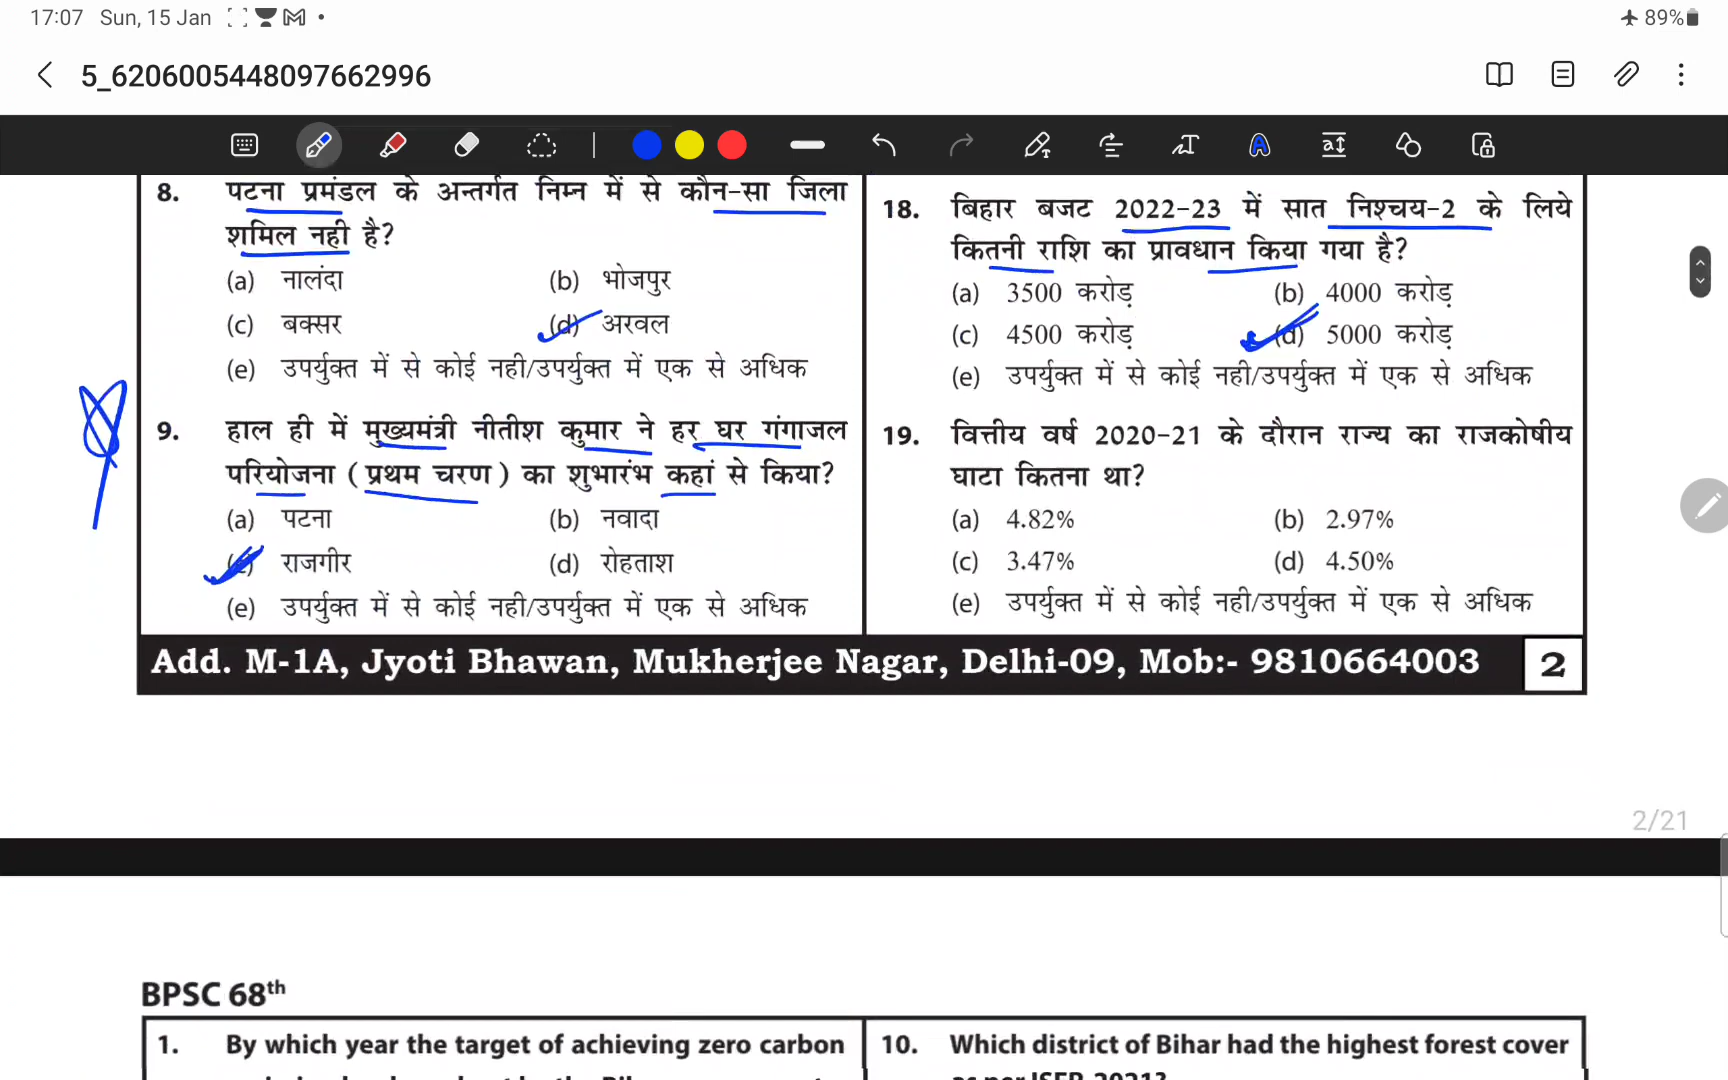 17:07 Sun, 15 Jan
89%
5_6206005448097662996
8. पटना प्रमंडल के अन्तर्गत निम्न में से कौन-सा जिला
शमिल नही है?
(a) नालंदा (b) भोजपुर
(c) बक्सर (d) अरवल
(e) उपर्युक्त में से कोई नही/उपर्युक्त में एक से अधिक
9. हाल ही में मुख्यमंत्री नीतीश कुमार ने हर घर गंगाजल
परियोजना (प्रथम चरण) का शुभारंभ कहां से किया?
(a) पटना (b) नवादा
(c) राजगीर (d) रोहताश
(e) उपर्युक्त में से कोई नही/उपर्युक्त में एक से अधिक
18. बिहार बजट 2022-23 में सात निश्चय-2 के लिये
कितनी राशि का प्रावधान किया गया है?
(a) 3500 करोड़ (b) 4000 करोड़
(c) 4500 करोड़ (d) 5000 करोड़
(e) उपर्युक्त में से कोई नही/उपर्युक्त में एक से अधिक
19. वित्तीय वर्ष 2020-21 के दौरान राज्य का राजकोषीय
घाटा कितना था?
(a) 4.82% (b) 2.97%
(c) 3.47% (d) 4.50%
(e) उपर्युक्त में से कोई नही/उपर्युक्त में एक से अधिक
Add. M-1A, Jyoti Bhawan, Mukherjee Nagar, Delhi-09, Mob:- 9810664003 2
2/21
BPSC 68th
1. By which year the target of achieving zero carbon
10. Which district of Bihar had the highest forest cover
as per ISFR-2021?